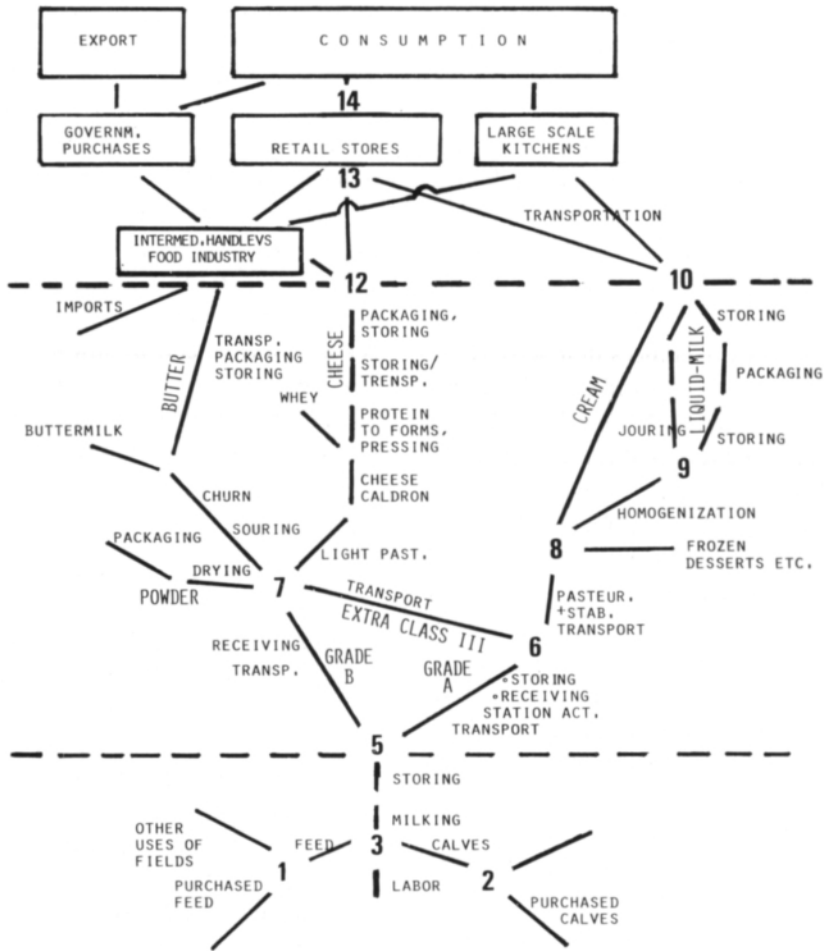 EXPORT
CONSUMPTION
14
GOVERNM.
PURCHASES
RETAIL STORES
LARGE SCALE
KITCHENS
13
TRANSPORTATION
INTERMED.HANDLEVS
FOOD INDUSTRY
12
10
IMPORTS
PACKAGING,
STORING
STORING
TRANSP.
PACKAGING
STORING
BUTTER
CHEESE
STORING/
TRENSP.
CREAM
LIQUID-MILK
PACKAGING
WHEY
PROTEIN
TO FORMS,
PRESSING
BUTTERMILK
JOURING
STORING
9
CHEESE
CALDRON
CHURN
SOURING
HOMOGENIZATION
PACKAGING
LIGHT PAST.
8
FROZEN
DESSERTS ETC.
DRYING
POWDER
7
TRANSPORT
EXTRA CLASS III
PASTEUR.
+STAB.
TRANSPORT
6
RECEIVING
TRANSP.
GRADE
B
GRADE
A
•STORING
•RECEIVING
STATION ACT.
TRANSPORT
5
STORING
MILKING
OTHER
USES OF
FIELDS
FEED
3
CALVES
1
2
PURCHASED
FEED
LABOR
PURCHASED
CALVES